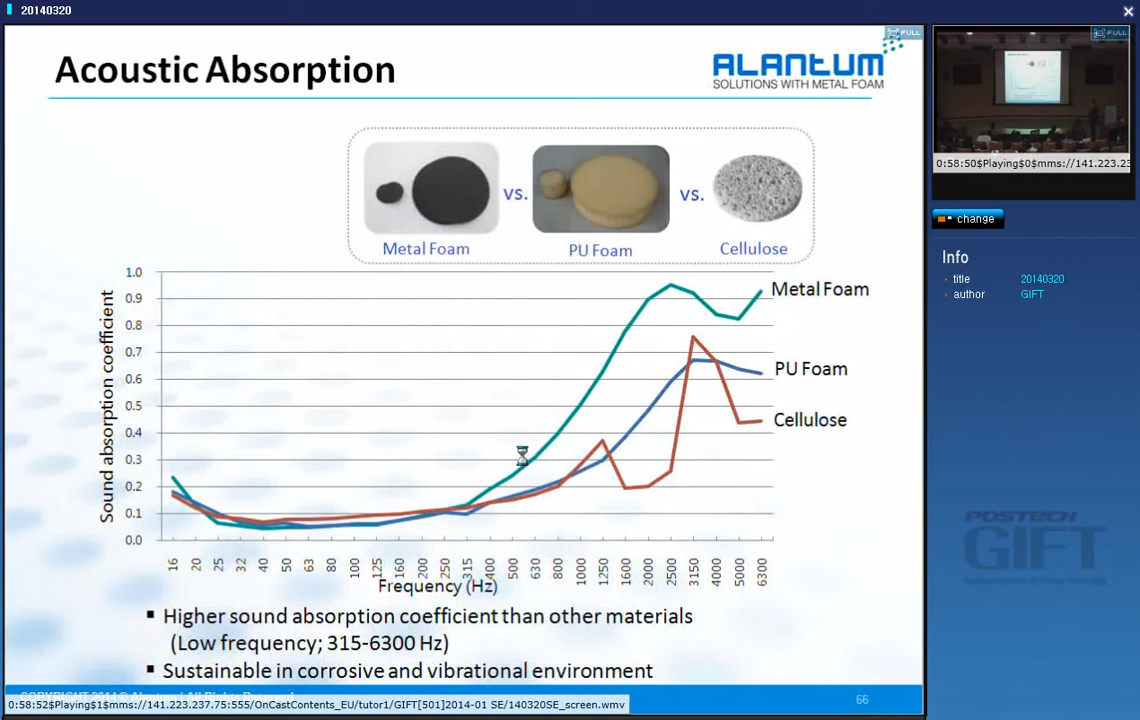 20140320
FULL
Acoustic Absorption
ALANTUM
SOLUTIONS WITH METAL FOAM
Metal Foam
vs.
PU Foam
vs.
Cellulose
Sound absorption coefficient
1.0
0.9
0.8
0.7
0.6
0.5
0.4
0.3
0.2
0.1
0.0
Metal Foam
PU Foam
Cellulose
16 20 25 32 40 50 63 80 100 125 160 200 250 315 400 500 630 800 1000 1250 1600 2000 2500 3150 4000 5000 6300
Frequency (Hz)
▪ Higher sound absorption coefficient than other materials
(Low frequency; 315-6300 Hz)
▪ Sustainable in corrosive and vibrational environment
66
0:58:52$Playing$1$mms://141.223.237.75:555/OnCastContents_EU/tutor1/GIFT[501]2014-01 SE/140320SE_screen.wmv
FULL
0:58:50$Playing$0$mms://141.223.23
change
Info
title 20140320
author GIFT
POSTECH
GIFT